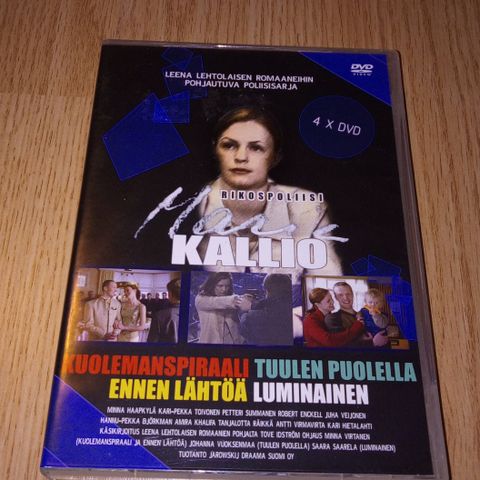 LEENA LEHTOLAISEN ROMAANEIHIN
POHJAUTUVA POLIISISARJA
DVD
VIDEO
4 X DVD
RIKOSPOLIISI
Maria
KALLIO
KUOLEMANSPIRAALI TUULEN PUOLELLA
ENNEN LÄHTÖÄ LUMINAINEN
MINNA HAAPKYLÄ KARI-PEKKA TOIVONEN PETTERI SUMMANEN ROBERT ENCKELL JUHA VEIJONEN
HANNU-PEKKA BJÖRKMAN AMIRA KHALIFA TANJALOTTA RÄIKKÄ ANTTI VIRMAVIRTA KARI HIETALAHTI
KÄSIKIRJOITUS LEENA LEHTOLAISEN ROMAANIEN POHJALTA TOVE IDSTRÖM OHJAUS MINNA VIRTANEN
(KUOLEMANSPIRAALI JA ENNEN LÄHTÖÄ) JOHANNA VUOKSENMAA (TUULEN PUOLELLA) SAARA SAARELA (LUMINAINEN)
TUOTANTO JAROWSKIJ DRAAMA SUOMI OY